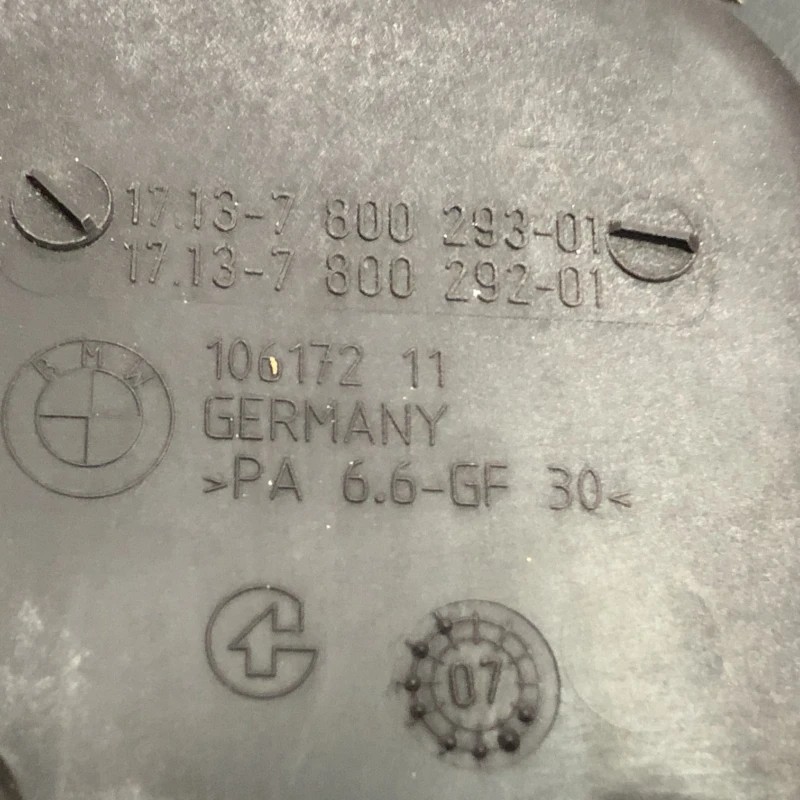 17.13-7 800 293-01
17.13-7 800 292-01
BMW
106172 11
GERMANY
>PA 6.6-GF 30<
07